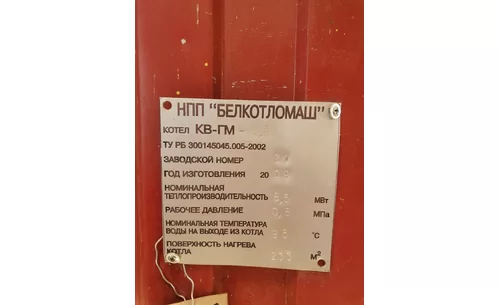 НПП "БЕЛКОТЛОМАШ"
КОТЕЛ КВ-ГМ -
ТУ РБ 300145045.005-2002
ЗАВОДСКОЙ НОМЕР
ГОД ИЗГОТОВЛЕНИЯ 20
НОМИНАЛЬНАЯ
ТЕПЛОПРОИЗВОДИТЕЛЬНОСТЬ МВт
РАБОЧЕЕ ДАВЛЕНИЕ МПа
НОМИНАЛЬНАЯ ТЕМПЕРАТУРА
ВОДЫ НА ВЫХОДЕ ИЗ КОТЛА °С
ПОВЕРХНОСТЬ НАГРЕВА
КОТЛА М²